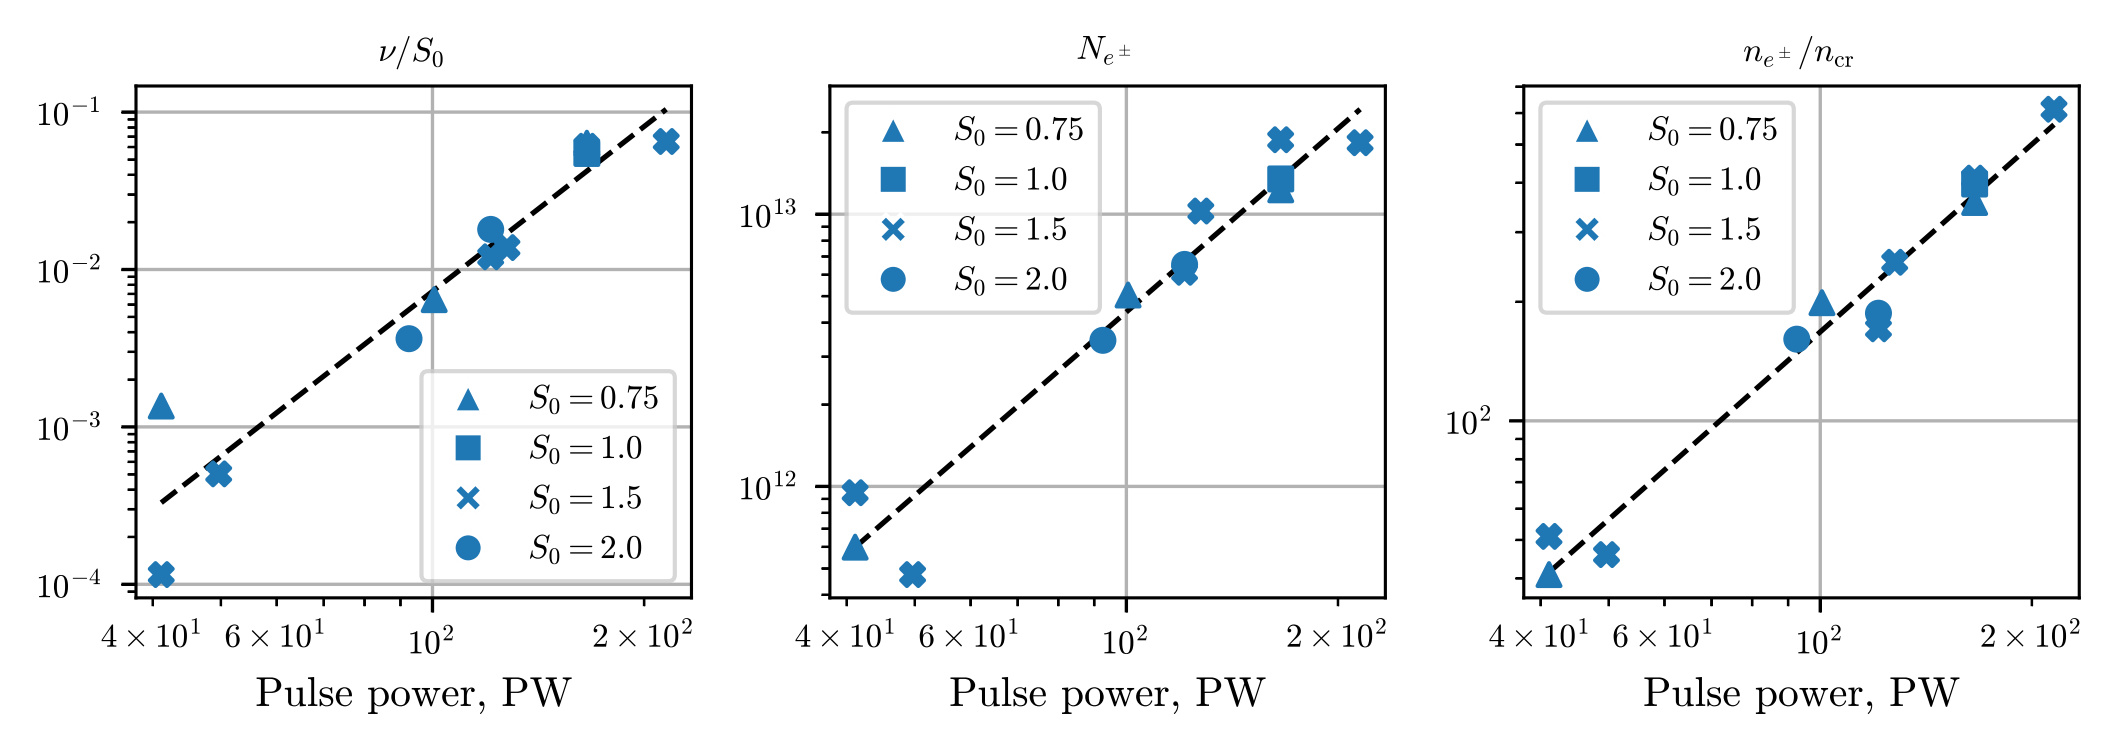 ν/S₀
10⁻¹
10⁻²
10⁻³
10⁻⁴
S₀ = 0.75
S₀ = 1.0
S₀ = 1.5
S₀ = 2.0
4 × 10¹ 6 × 10¹ 10² 2 × 10²
Pulse power, PW
Nₑ±
10¹³
10¹²
S₀ = 0.75
S₀ = 1.0
S₀ = 1.5
S₀ = 2.0
4 × 10¹ 6 × 10¹ 10² 2 × 10²
Pulse power, PW
nₑ±/n_cr
10²
S₀ = 0.75
S₀ = 1.0
S₀ = 1.5
S₀ = 2.0
4 × 10¹ 6 × 10¹ 10² 2 × 10²
Pulse power, PW